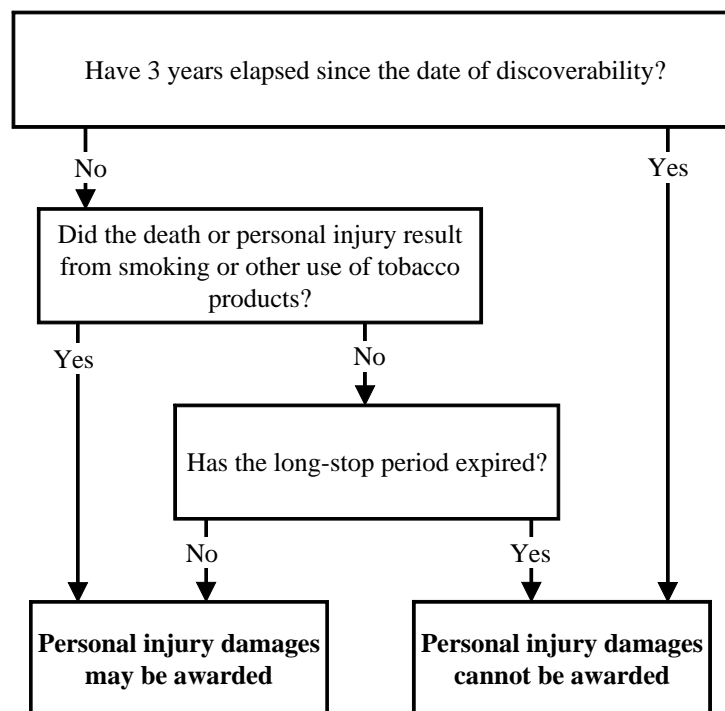 Have 3 years elapsed since the date of discoverability?
No
Yes
Did the death or personal injury result
from smoking or other use of tobacco
products?
Yes
No
Has the long-stop period expired?
No
Yes
Personal injury damages
may be awarded
Personal injury damages
cannot be awarded